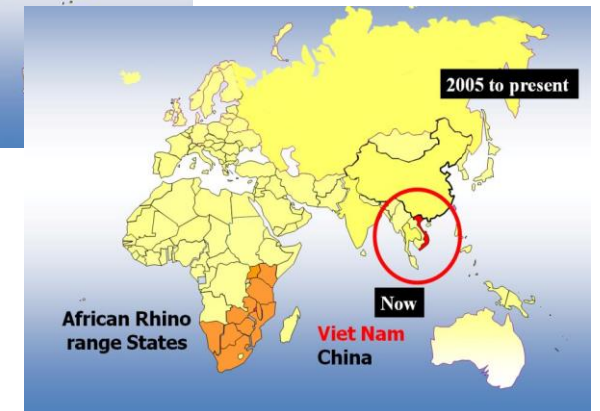 2005 to present
Now
African Rhino
range States
Viet Nam
China